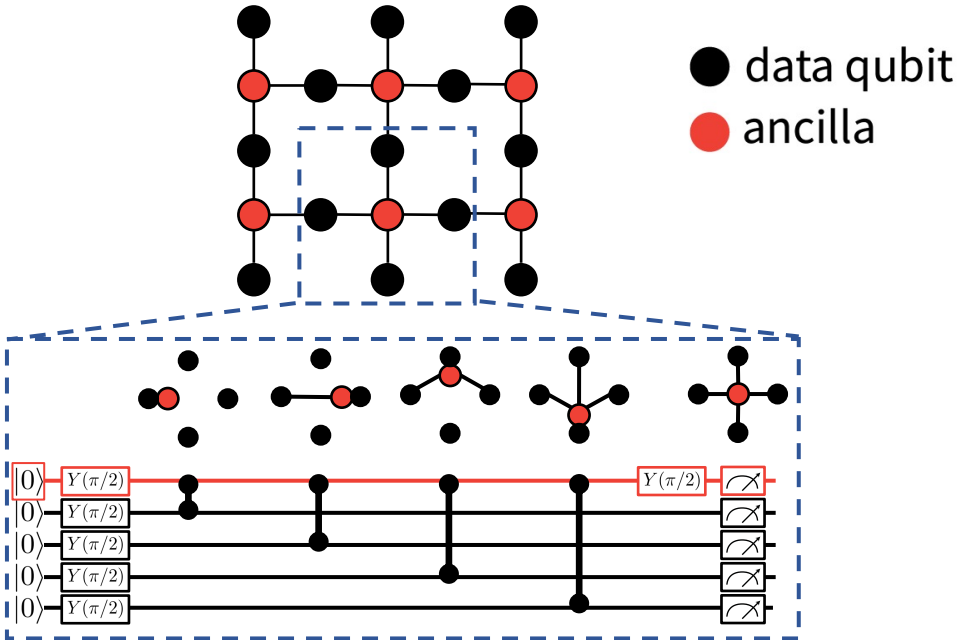 data qubit
ancilla
|0⟩ Y(π/2) Y(π/2)
|0⟩ Y(π/2)
|0⟩ Y(π/2)
|0⟩ Y(π/2)
|0⟩ Y(π/2)